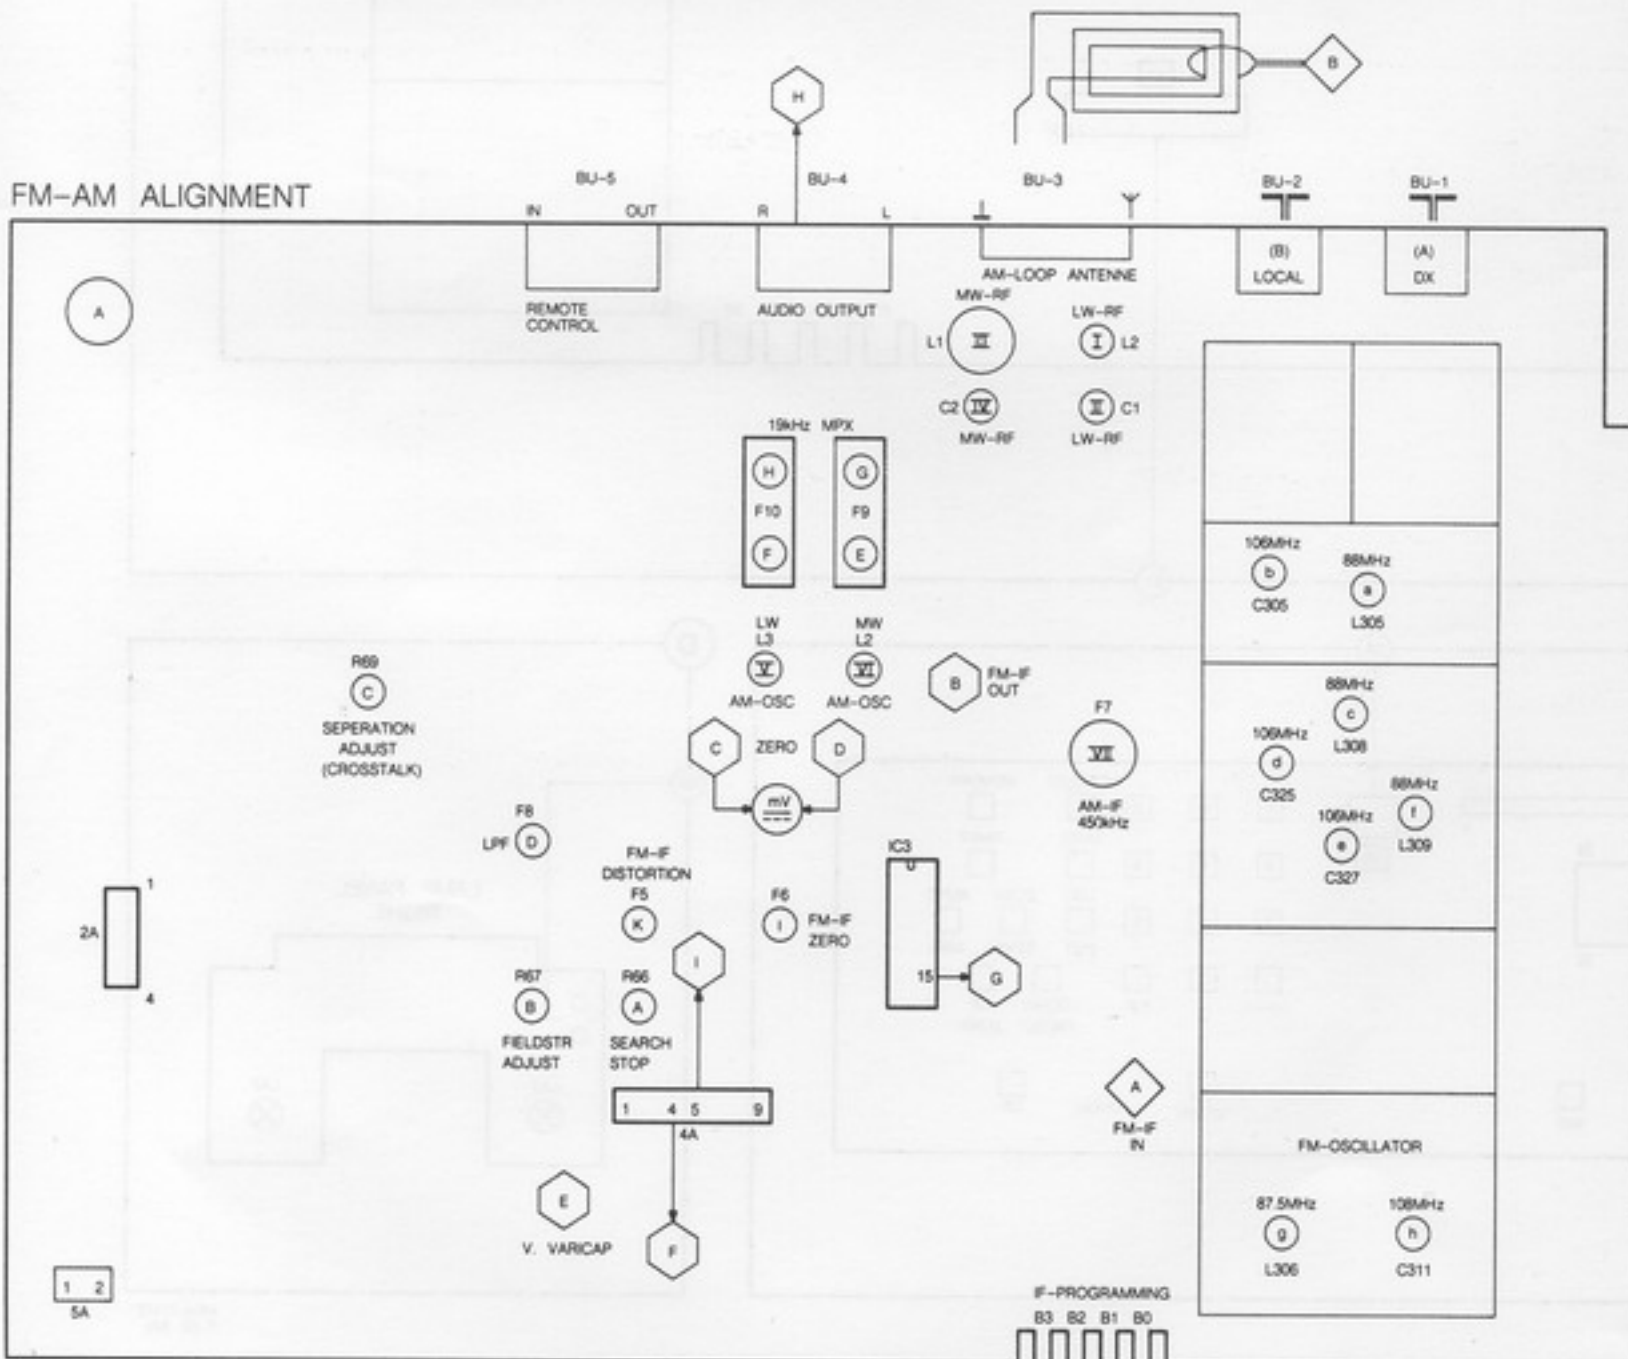 B
H
BU-5
BU-4
BU-3
BU-2
BU-1
FM-AM ALIGNMENT
IN OUT
R L
(B)
LOCAL
(A)
DX
A
REMOTE
CONTROL
AUDIO OUTPUT
AM-LOOP ANTENNE
MW-RF
LW-RF
L1 III
I L2
C2 IV
II C1
MW-RF
LW-RF
19kHz MPX
H
F10
F
G
F9
E
106MHz
b
C305
88MHz
a
L305
LW
L3
V
AM-OSC
MW
L2
VI
AM-OSC
R69
C
SEPERATION
ADJUST
(CROSSTALK)
B FM-IF
OUT
88MHz
c
L308
106MHz
d
C325
88MHz
f
L309
106MHz
e
C327
F7
VII
AM-IF
450kHz
C ZERO D
mV
F8
LPF D
FM-IF
DISTORTION
F5
K
F6
I FM-IF
ZERO
IC3
15 G
1
2A
4
I
R67
B
FIELDSTR
ADJUST
R66
A
SEARCH
STOP
1 4 5 9
4A
A
FM-IF
IN
FM-OSCILLATOR
E
V. VARICAP
F
87.5MHz
g
L306
108MHz
h
C311
1 2
5A
IF-PROGRAMMING
B3 B2 B1 B0